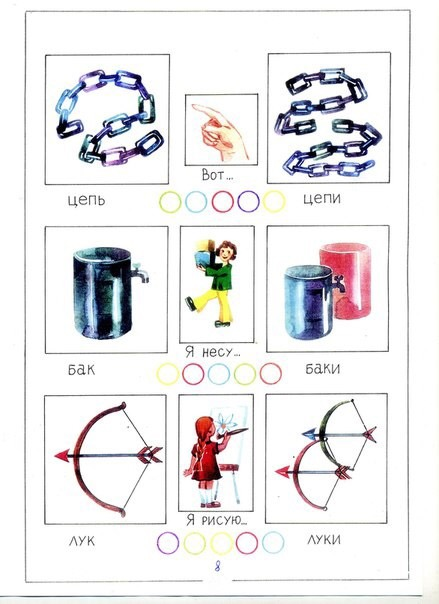 Вот...
цепь
цепи
Я несу...
бак
баки
Я рисую...
лук
луки
8